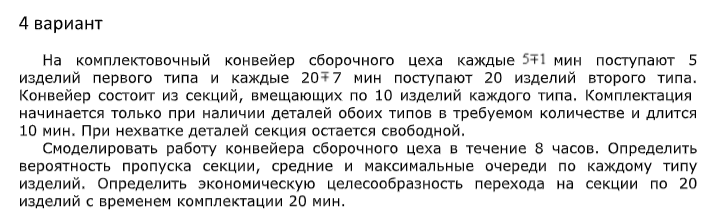 4 вариант
На комплектовочный конвейер сборочного цеха каждые 5∓1 мин поступают 5
изделий первого типа и каждые 20∓7 мин поступают 20 изделий второго типа.
Конвейер состоит из секций, вмещающих по 10 изделий каждого типа. Комплектация
начинается только при наличии деталей обоих типов в требуемом количестве и длится
10 мин. При нехватке деталей секция остается свободной.
Смоделировать работу конвейера сборочного цеха в течение 8 часов. Определить
вероятность пропуска секции, средние и максимальные очереди по каждому типу
изделий. Определить экономическую целесообразность перехода на секции по 20
изделий с временем комплектации 20 мин.